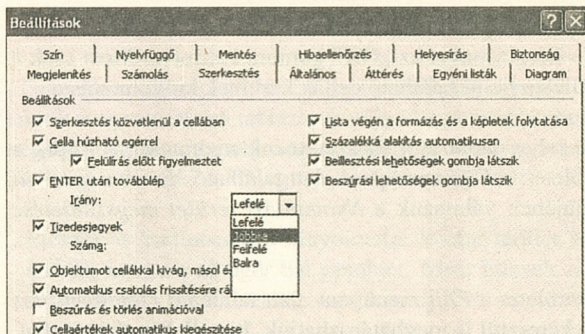 Beállítások
Szín Nyelvfüggő Mentés Hibaellenőrzés Helyesírás Biztonság
Megjelenítés Számolás Szerkesztés Általános Áttérés Egyéni listák Diagram
Beállítások
Szerkesztés közvetlenül a cellában
Cella húzható egérrel
Felülírás előtt figyelmeztet
ENTER után továbblép
Irány: Lefelé
Lefelé
Jobbra
Felfelé
Balra
Tizedesjegyek
Száma:
Objektumot cellákkal kivág, másol é
Automatikus csatolás frissítésére rá
Beszúrás és törlés animációval
Cellaértékek automatikus kiegészítése
Lista végén a formázás és a képletek folytatása
Százalékká alakítás automatikusan
Beillesztési lehetőségek gombja látszik
Beszúrási lehetőségek gombja látszik